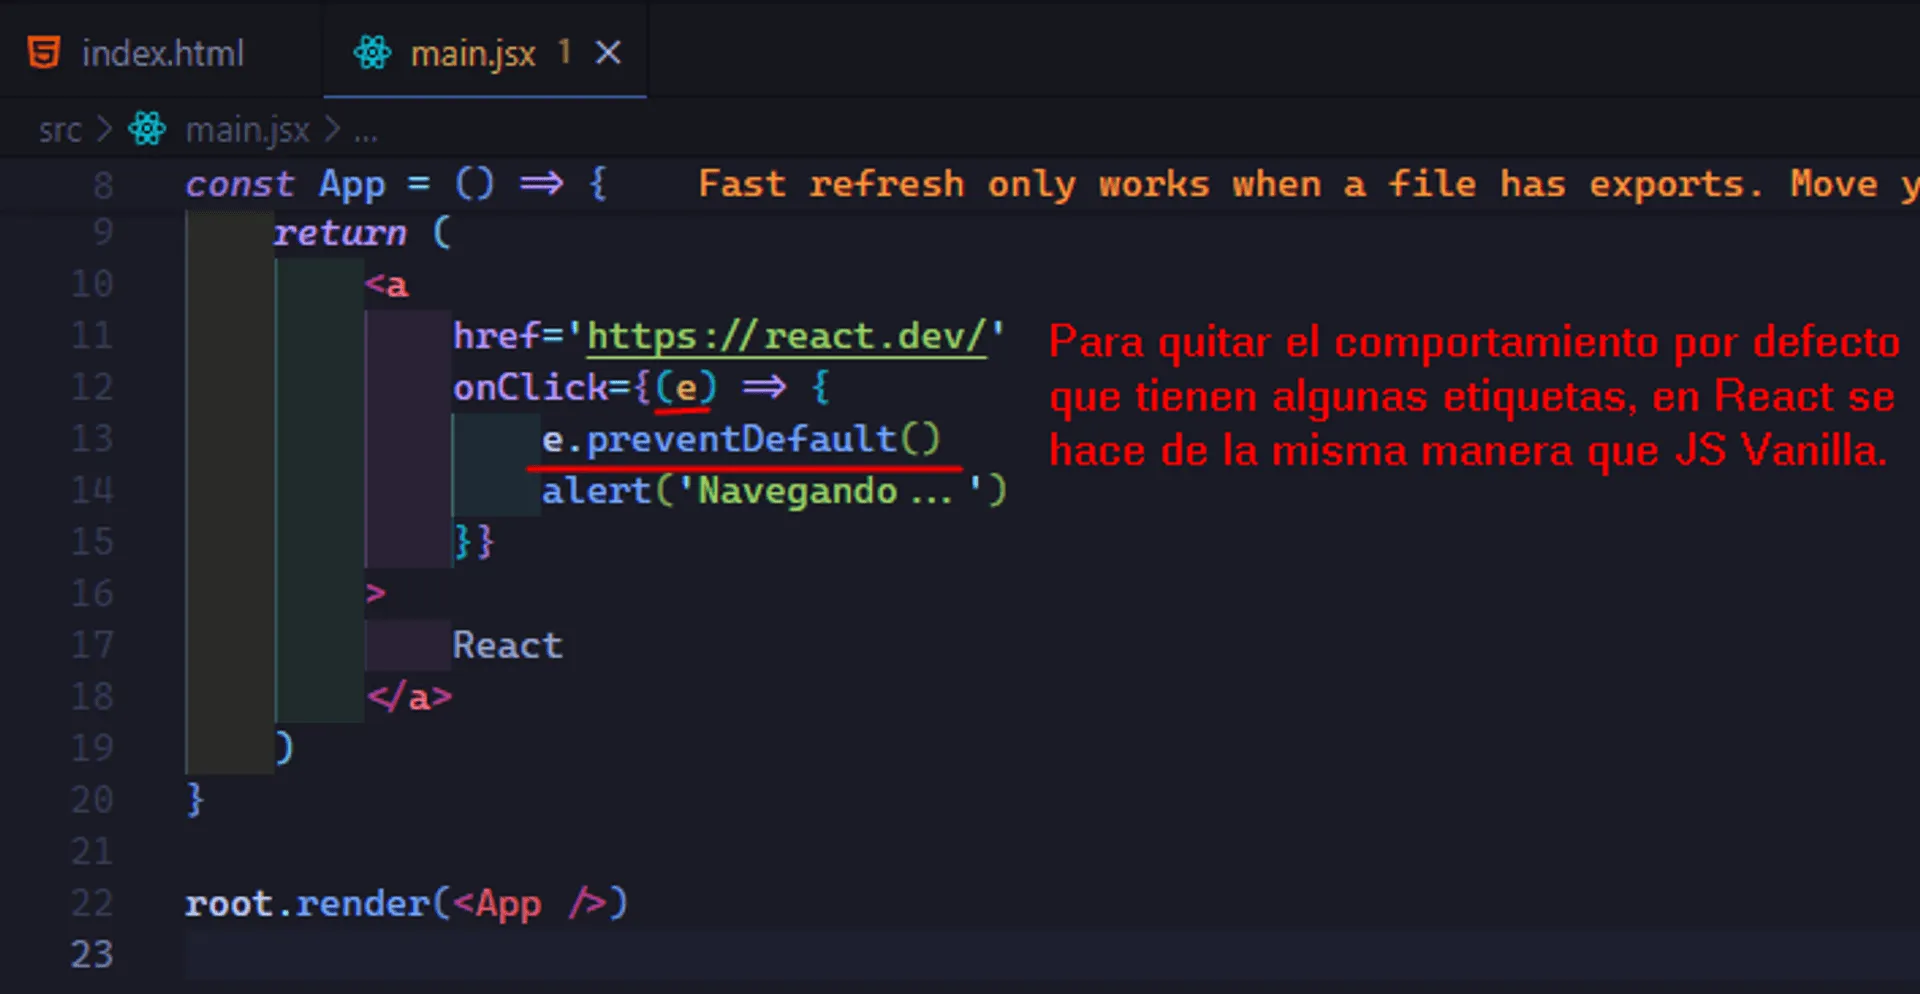 index.html
main.jsx 1
src > main.jsx > ...
8 const App = () => { Fast refresh only works when a file has exports. Move y
9 return (
10 <a
11 href='https://react.dev/'
12 onClick={(e) => {
13 e.preventDefault()
14 alert('Navegando...')
15 }}
16 >
17 React
18 </a>
19 )
20 }
21
22 root.render(<App />)
23
Para quitar el comportamiento por defecto
que tienen algunas etiquetas, en React se
hace de la misma manera que JS Vanilla.